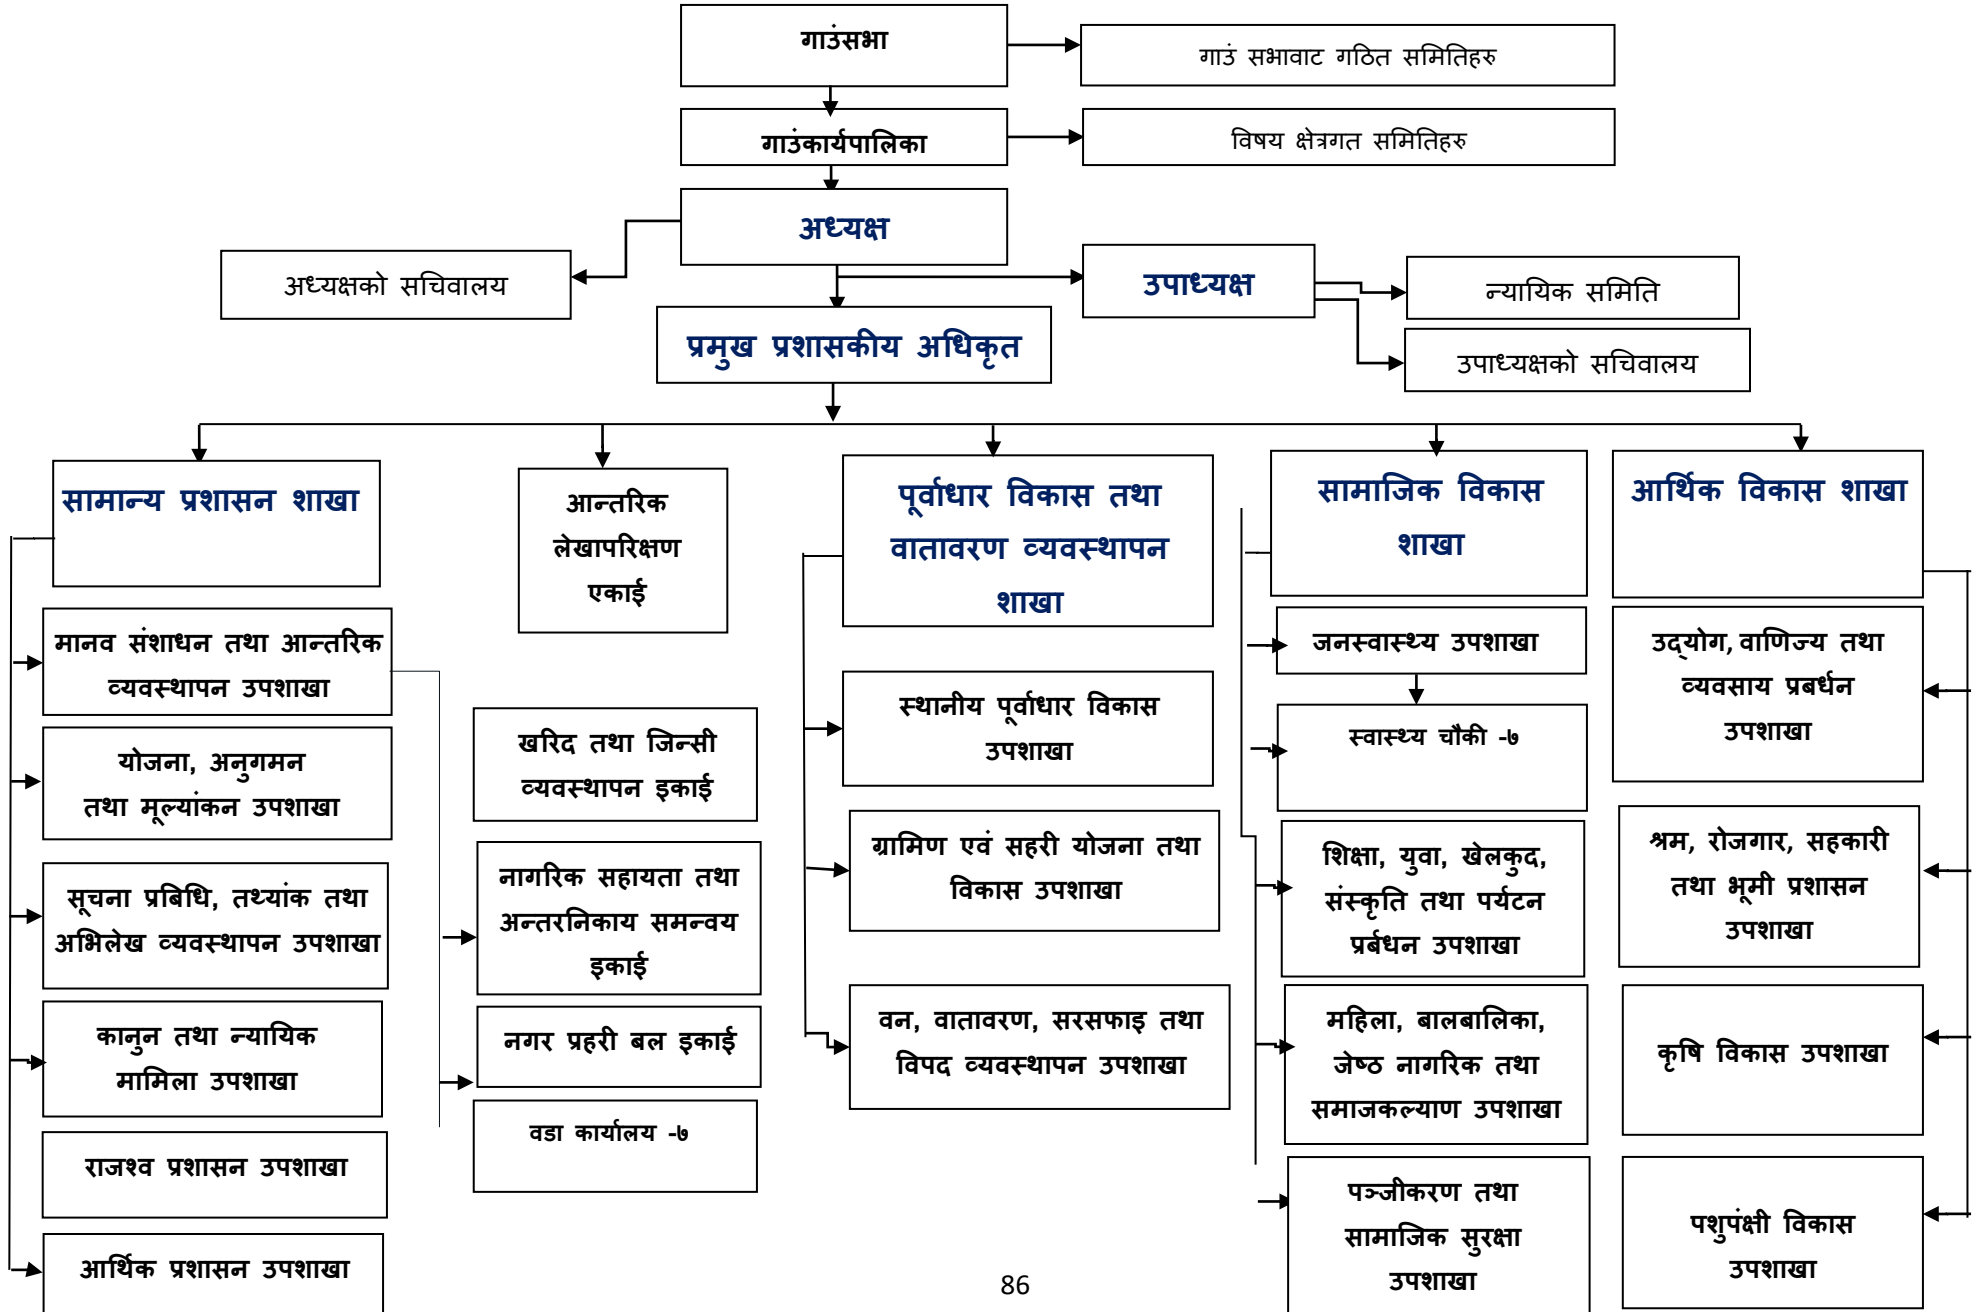 गाउंसभा
गाउं सभावाट गठित समितिहरु
गाउंकार्यपालिका
विषय क्षेत्रगत समितिहरु
अध्यक्ष
अध्यक्षको सचिवालय
उपाध्यक्ष
न्यायिक समिति
प्रमुख प्रशासकीय अधिकृत
उपाध्यक्षको सचिवालय
सामान्य प्रशासन शाखा
आन्तरिक
लेखापरिक्षण
एकाई
पूर्वाधार विकास तथा
वातावरण व्यवस्थापन
शाखा
सामाजिक विकास
शाखा
आर्थिक विकास शाखा
मानव संशाधन तथा आन्तरिक
व्यवस्थापन उपशाखा
योजना, अनुगमन
तथा मूल्यांकन उपशाखा
सूचना प्रबिधि, तथ्यांक तथा
अभिलेख व्यवस्थापन उपशाखा
कानुन तथा न्यायिक
मामिला उपशाखा
राजश्व प्रशासन उपशाखा
आर्थिक प्रशासन उपशाखा
खरिद तथा जिन्सी
व्यवस्थापन इकाई
नागरिक सहायता तथा
अन्तरनिकाय समन्वय
इकाई
नगर प्रहरी बल इकाई
वडा कार्यालय -७
स्थानीय पूर्वाधार विकास
उपशाखा
ग्रामिण एवं सहरी योजना तथा
विकास उपशाखा
वन, वातावरण, सरसफाइ तथा
विपद व्यवस्थापन उपशाखा
जनस्वास्थ्य उपशाखा
स्वास्थ्य चौकी -७
शिक्षा, युवा, खेलकुद,
संस्कृति तथा पर्यटन
प्रर्बधन उपशाखा
महिला, बालबालिका,
जेष्ठ नागरिक तथा
समाजकल्याण उपशाखा
पञ्जीकरण तथा
सामाजिक सुरक्षा
उपशाखा
उद्योग, वाणिज्य तथा
व्यवसाय प्रबर्धन
उपशाखा
श्रम, रोजगार, सहकारी
तथा भूमी प्रशासन
उपशाखा
कृषि विकास उपशाखा
पशुपंक्षी विकास
उपशाखा
86